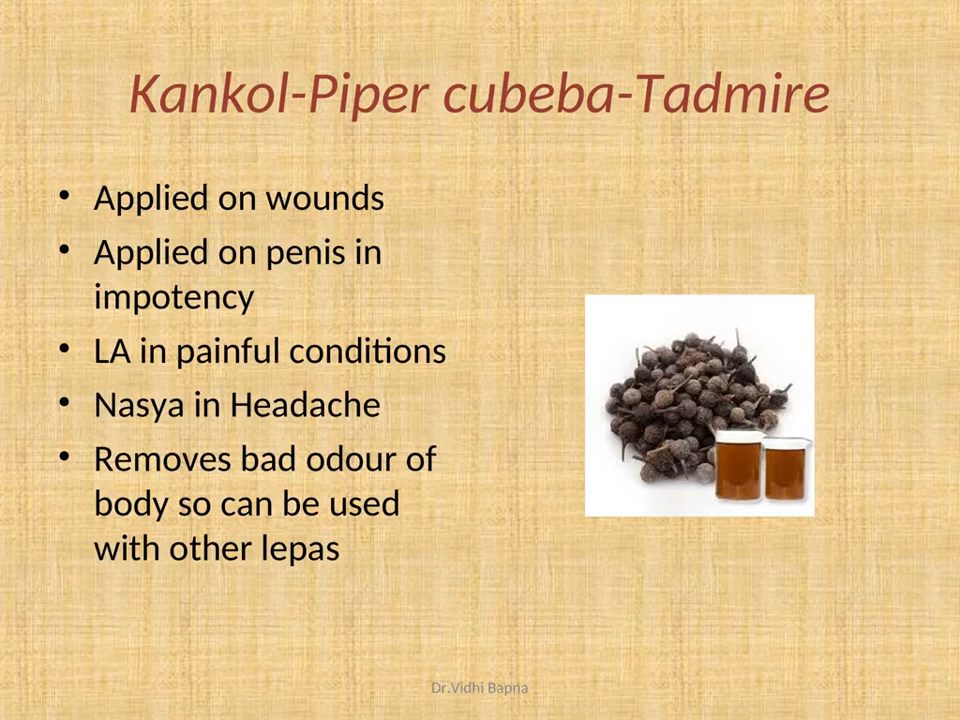 Kankol-Piper cubeba-Tadmire
• Applied on wounds
• Applied on penis in
impotency
• LA in painful conditions
• Nasya in Headache
• Removes bad odour of
body so can be used
with other lepas
Dr.Vidhi Bapna